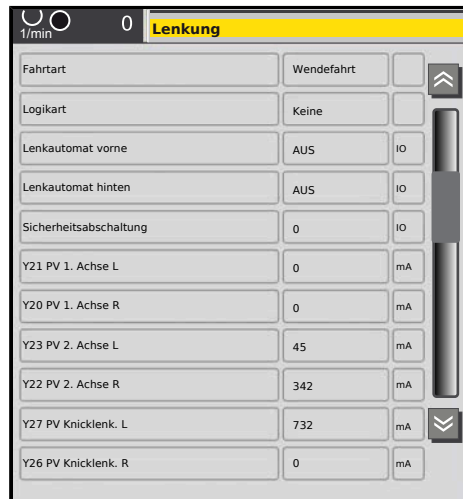 1/min 0 Lenkung
Fahrtart Wendefahrt
Logikart Keine
Lenkautomat vorne AUS IO
Lenkautomat hinten AUS IO
Sicherheitsabschaltung 0 IO
Y21 PV 1. Achse L 0 mA
Y20 PV 1. Achse R 0 mA
Y23 PV 2. Achse L 45 mA
Y22 PV 2. Achse R 342 mA
Y27 PV Knicklenk. L 732 mA
Y26 PV Knicklenk. R 0 mA